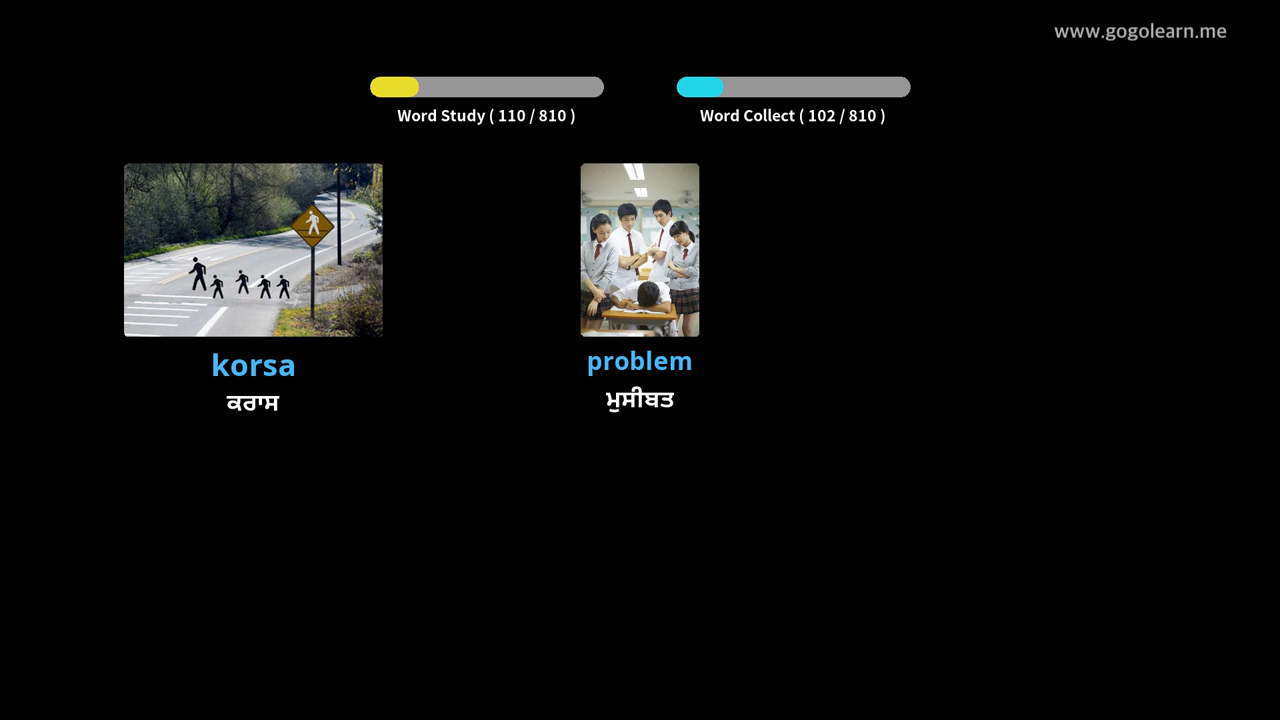 www.gogolearn.me
Word Study ( 110 / 810 )
Word Collect ( 102 / 810 )
korsa
ਕਰਾਸ
problem
ਮੁਸੀਬਤ